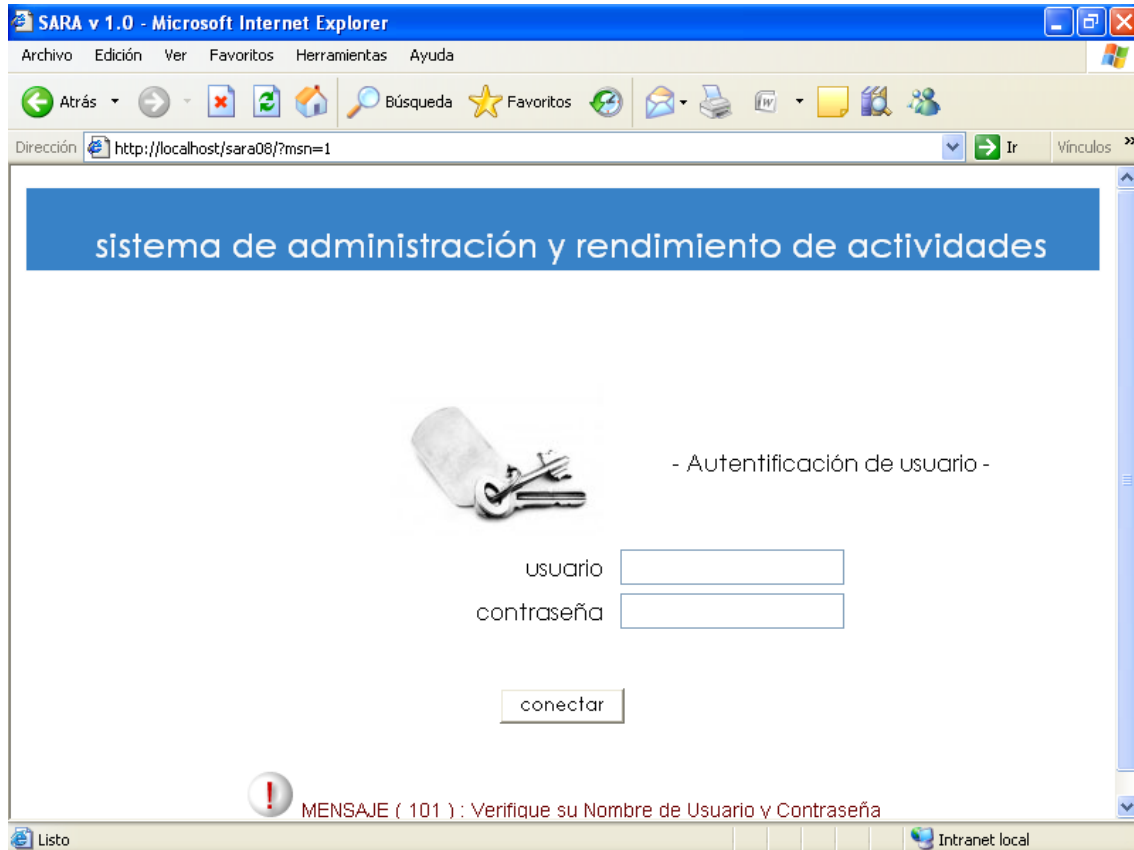 SARA v 1.0 - Microsoft Internet Explorer
Archivo Edición Ver Favoritos Herramientas Ayuda
Atrás Búsqueda Favoritos
Dirección http://localhost/sara08/?msn=1 Ir Vínculos »
sistema de administración y rendimiento de actividades
- Autentificación de usuario -
usuario
contraseña
conectar
MENSAJE ( 101 ) : Verifique su Nombre de Usuario y Contraseña
Listo Intranet local